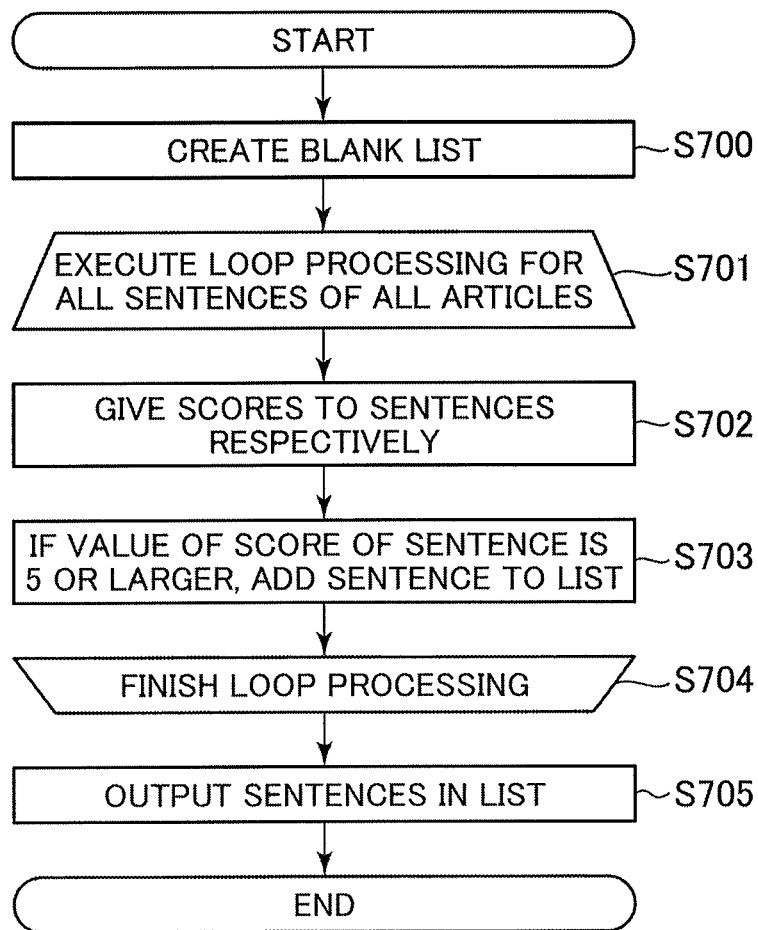 START
CREATE BLANK LIST
S700
EXECUTE LOOP PROCESSING FOR
ALL SENTENCES OF ALL ARTICLES
S701
GIVE SCORES TO SENTENCES
RESPECTIVELY
S702
IF VALUE OF SCORE OF SENTENCE IS
5 OR LARGER, ADD SENTENCE TO LIST
S703
FINISH LOOP PROCESSING
S704
OUTPUT SENTENCES IN LIST
S705
END